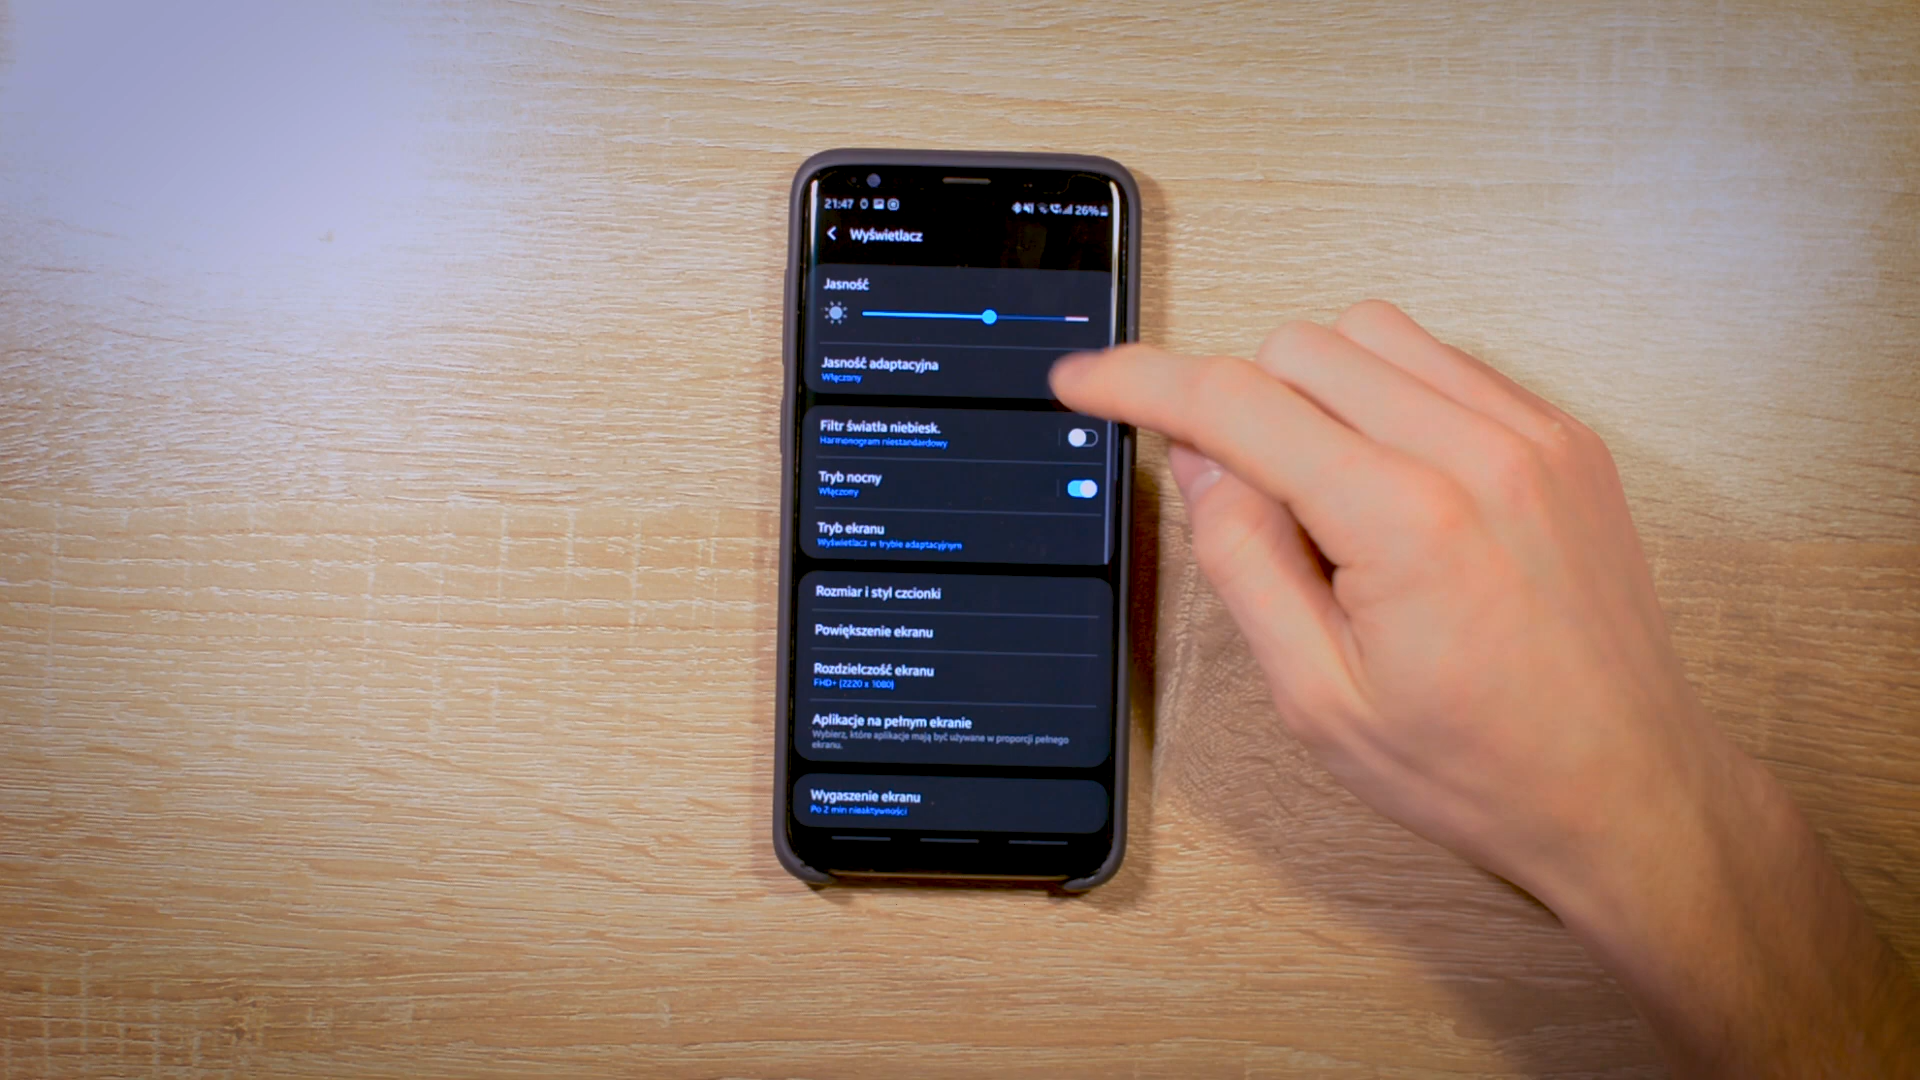 21:47
26%
Wyświetlacz
Jasność
Jasność adaptacyjna
Włączony
Filtr światła niebiesk.
Harmonogram niestandardowy
Tryb nocny
Włączony
Tryb ekranu
Wyświetlacz w trybie adaptacyjnym
Rozmiar i styl czcionki
Powiększenie ekranu
Rozdzielczość ekranu
FHD+ (2220 x 1080)
Aplikacje na pełnym ekranie
Wybierz, które aplikacje mają być używane w proporcji pełnego
ekranu.
Wygaszenie ekranu
Po 2 min nieaktywności